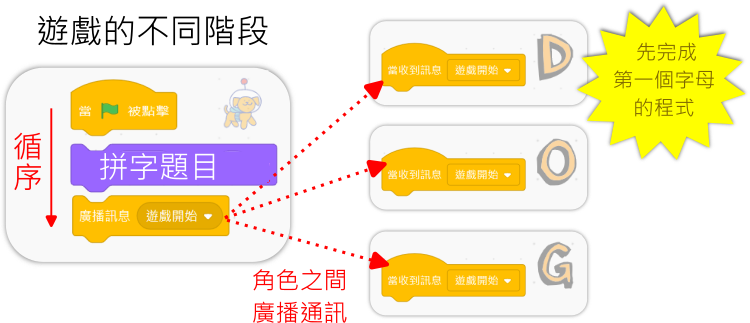 遊戲的不同階段
當 被點擊
拼字題目
廣播訊息 遊戲開始
循序
角色之間
廣播通訊
當收到訊息 遊戲開始
D
當收到訊息 遊戲開始
O
當收到訊息 遊戲開始
G
先完成
第一個字母
的程式